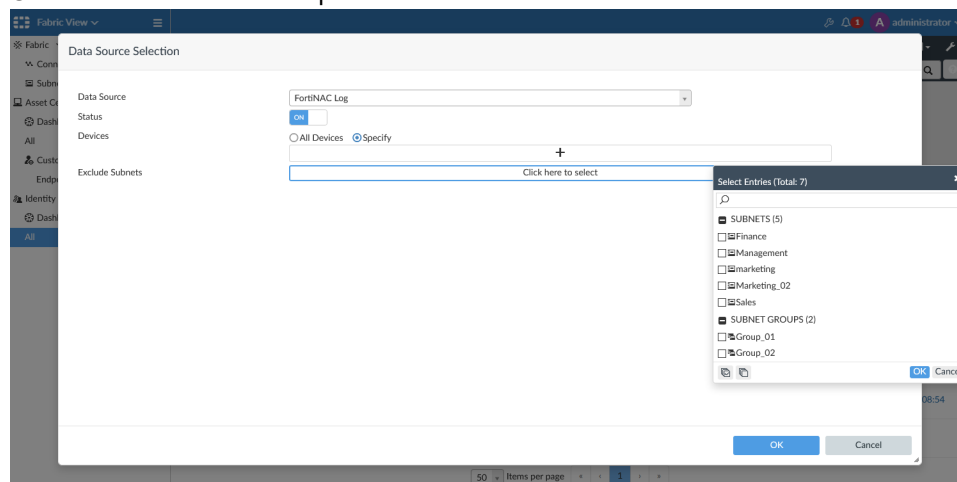 Fabric View
1
A
administrator
Fabric
Data Source Selection
Conn
Subn
Data Source
FortiNAC Log
Asset Ce
Status
ON
Dash
Devices
All Devices
Specify
All
+
Custo
Exclude Subnets
Click here to select
Endp
Select Entries (Total: 7)
Identity
Dash
SUBNETS (5)
All
Finance
Management
marketing
Marketing_02
Sales
SUBNET GROUPS (2)
Group_01
Group_02
OK
Cance
08:54
OK
Cancel
50
Items per page
1